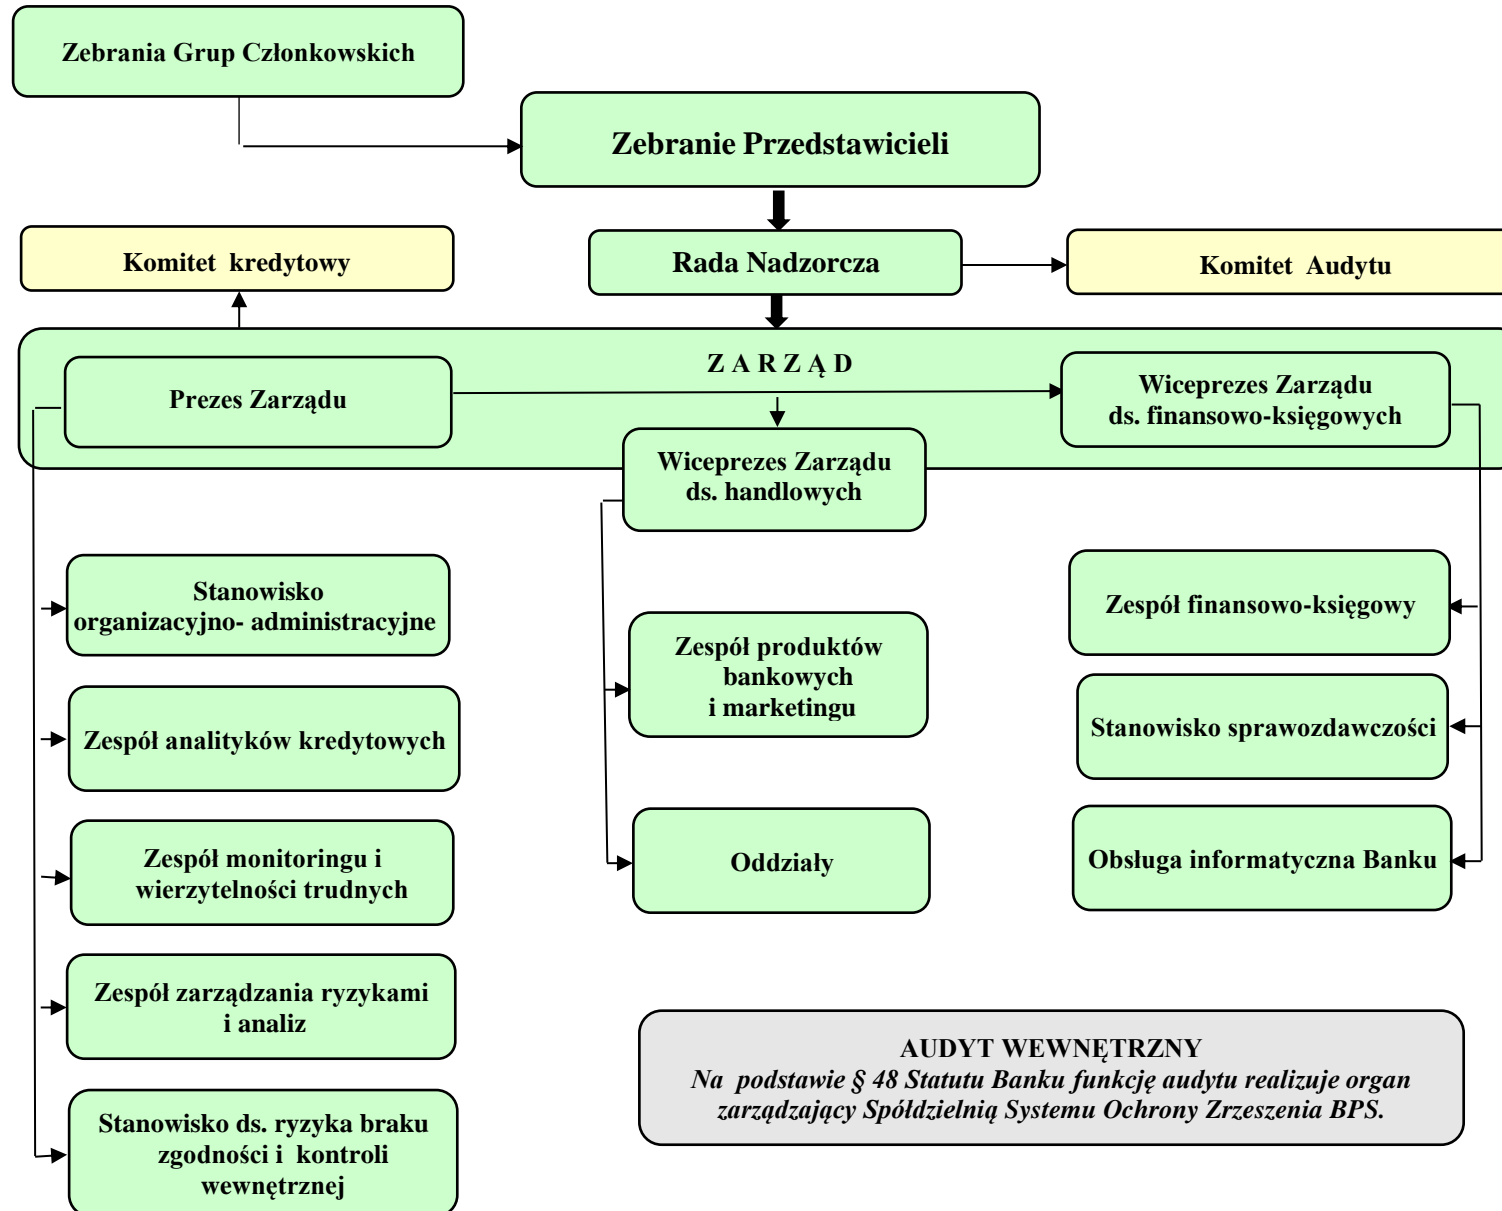 Zebrania Grup Członkowskich
Zebranie Przedstawicieli
Komitet kredytowy
Rada Nadzorcza
Komitet Audytu
Z A R Z Ą D
Prezes Zarządu
Wiceprezes Zarządu
ds. finansowo-księgowych
Wiceprezes Zarządu
ds. handlowych
Stanowisko
organizacyjno- administracyjne
Zespół analityków kredytowych
Zespół monitoringu i
wierzytelności trudnych
Zespół zarządzania ryzykami
i analiz
Stanowisko ds. ryzyka braku
zgodności i kontroli
wewnętrznej
Zespół produktów
bankowych
i marketingu
Oddziały
Zespół finansowo-księgowy
Stanowisko sprawozdawczości
Obsługa informatyczna Banku
AUDYT WEWNĘTRZNY
Na podstawie § 48 Statutu Banku funkcję audytu realizuje organ
zarządzający Spółdzielnią Systemu Ochrony Zrzeszenia BPS.